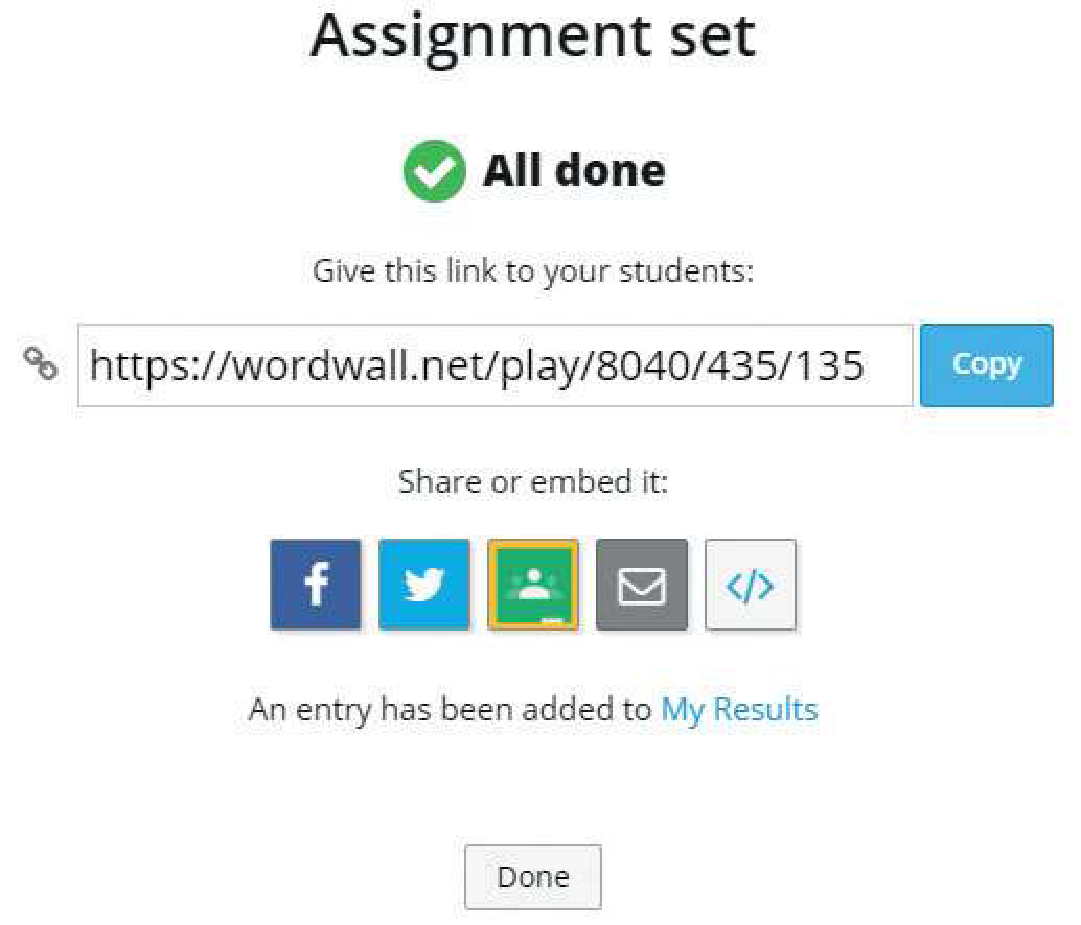 Assignment set
All done
Give this link to your students:
https://wordwall.net/play/8040/435/135
Copy
Share or embed it:
f
</>
An entry has been added to My Results
Done